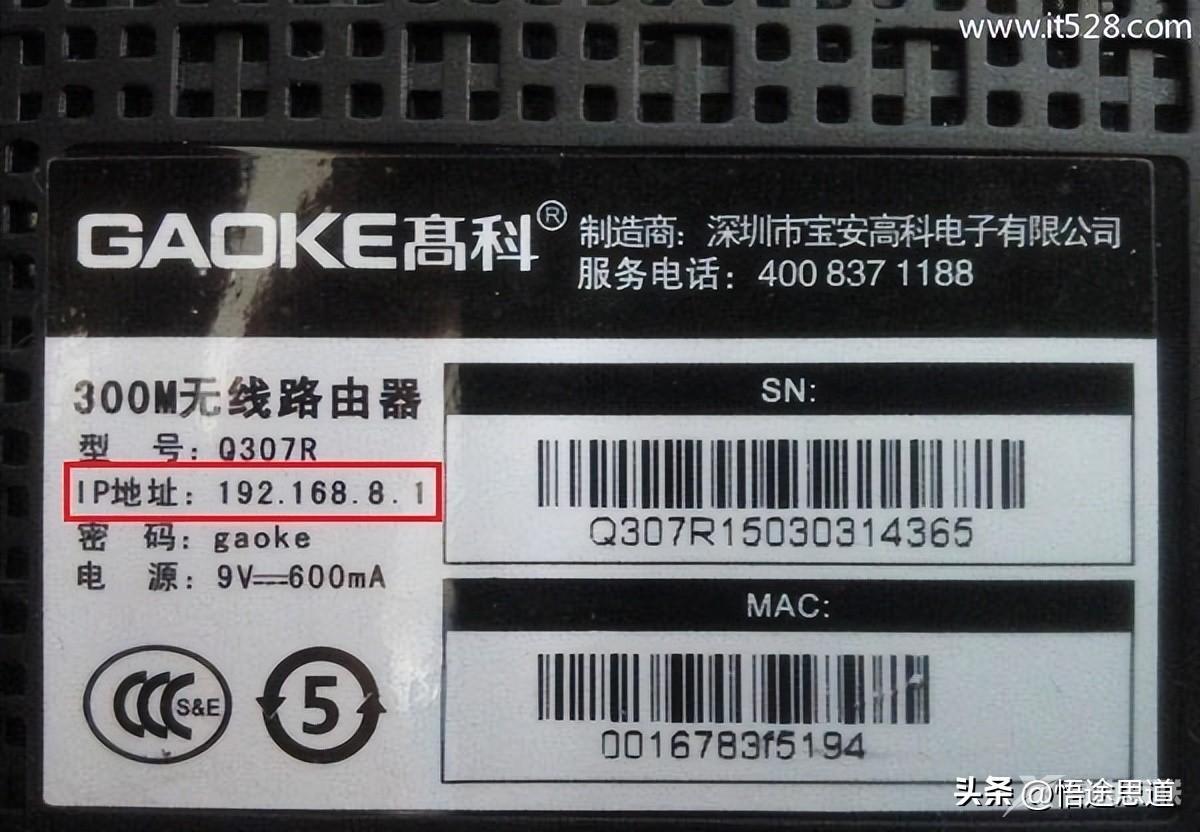 www.it528.com
GAOKE高科® 制造商：深圳市宝安高科电子有限公司
服务电话：400 837 1188
300M无线路由器
型 号：Q307R
IP地址：192.168.8.1
密 码：gaoke
电 源：9V⎓600mA
SN:
Q307R15030314365
MAC:
0016783f5194
CCC S&E
5
头条 @悟途思道